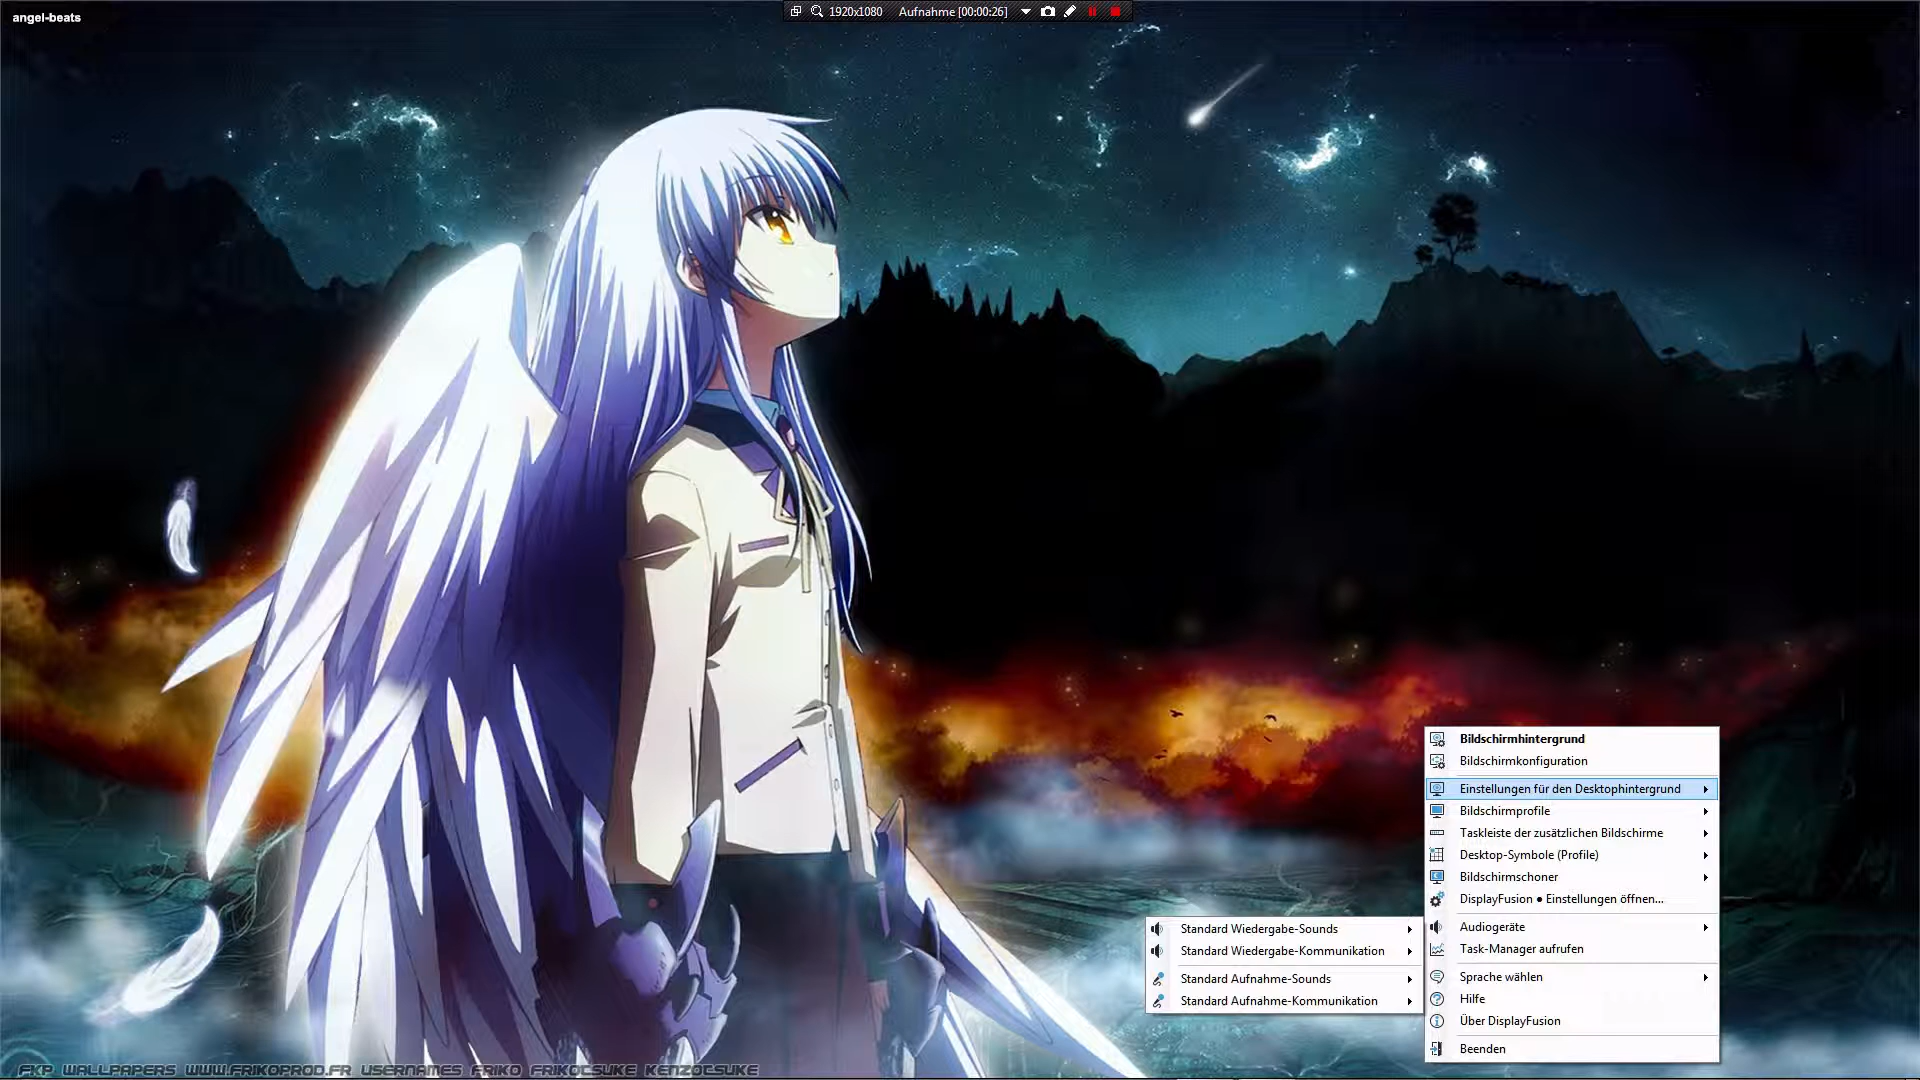 angel-beats
1920x1080 Aufnahme [00:00:26]
Bildschirmhintergrund
Bildschirmkonfiguration
Einstellungen für den Desktophintergrund
Bildschirmprofile
Taskleiste der zusätzlichen Bildschirme
Desktop-Symbole (Profile)
Bildschirmschoner
DisplayFusion ● Einstellungen öffnen...
Audiogeräte
Task-Manager aufrufen
Sprache wählen
Hilfe
Über DisplayFusion
Beenden
Standard Wiedergabe-Sounds
Standard Wiedergabe-Kommunikation
Standard Aufnahme-Sounds
Standard Aufnahme-Kommunikation
FKP WALLPAPERS WWW.FRIKOPROD.FR USERNAMES FRIKO FRIKOTSUKE KENZOTSUKE